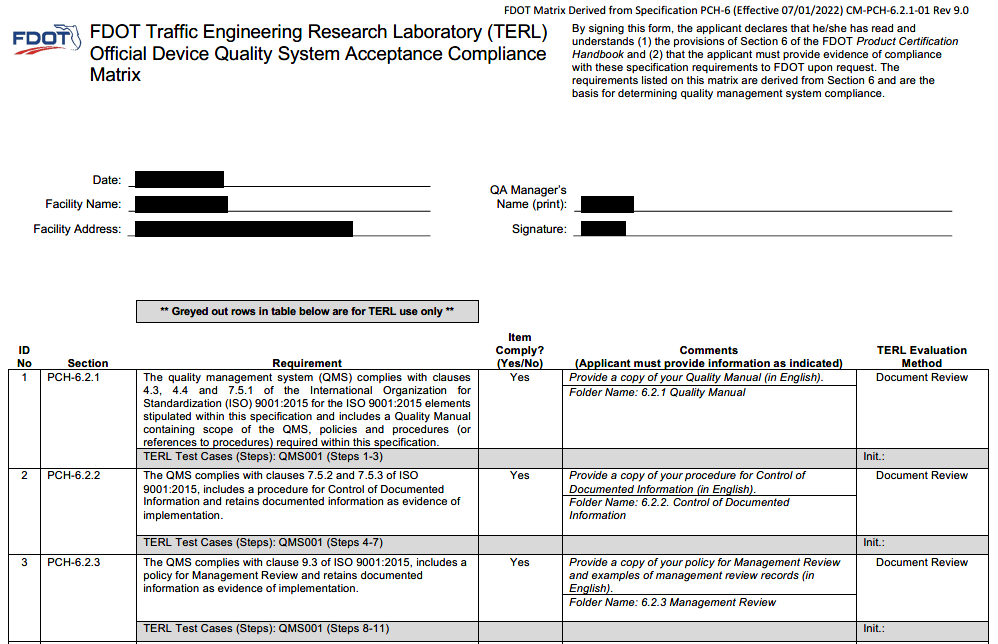 FDOT Matrix Derived from Specification PCH-6 (Effective 07/01/2022) CM-PCH-6.2.1-01 Rev 9.0
FDOT
FDOT Traffic Engineering Research Laboratory (TERL)
Official Device Quality System Acceptance Compliance
Matrix
By signing this form, the applicant declares that he/she has read and
understands (1) the provisions of Section 6 of the FDOT Product Certification
Handbook and (2) that the applicant must provide evidence of compliance
with these specification requirements to FDOT upon request. The
requirements listed on this matrix are derived from Section 6 and are the
basis for determining quality management system compliance.
Date:
Facility Name:
Facility Address:
QA Manager's
Name (print):
Signature:
** Greyed out rows in table below are for TERL use only **
ID
No
Section
Requirement
Item
Comply?
(Yes/No)
Comments
(Applicant must provide information as indicated)
TERL Evaluation
Method
1
PCH-6.2.1
The quality management system (QMS) complies with clauses
4.3, 4.4 and 7.5.1 of the International Organization for
Standardization (ISO) 9001:2015 for the ISO 9001:2015 elements
stipulated within this specification and includes a Quality Manual
containing scope of the QMS, policies and procedures (or
references to procedures) required within this specification.
Yes
Provide a copy of your Quality Manual (in English).
Folder Name: 6.2.1 Quality Manual
Document Review
TERL Test Cases (Steps): QMS001 (Steps 1-3)
Init.:
2
PCH-6.2.2
The QMS complies with clauses 7.5.2 and 7.5.3 of ISO
9001:2015, includes a procedure for Control of Documented
Information and retains documented information as evidence of
implementation.
Yes
Provide a copy of your procedure for Control of
Documented Information (in English).
Folder Name: 6.2.2. Control of Documented
Information
Document Review
TERL Test Cases (Steps): QMS001 (Steps 4-7)
Init.:
3
PCH-6.2.3
The QMS complies with clause 9.3 of ISO 9001:2015, includes a
policy for Management Review and retains documented
information as evidence of implementation.
Yes
Provide a copy of your policy for Management Review
and examples of management review records (in
English).
Folder Name: 6.2.3 Management Review
Document Review
TERL Test Cases (Steps): QMS001 (Steps 8-11)
Init.: